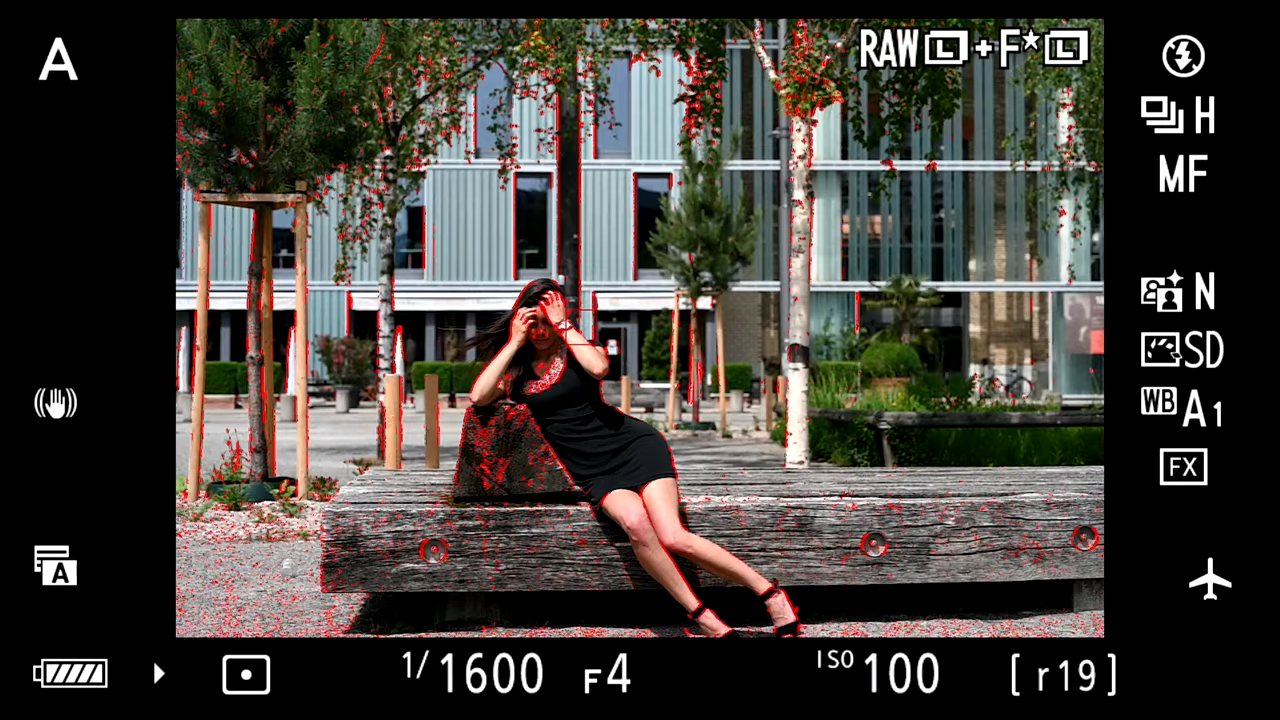 A
RAW L + F★ L
H
MF
N
SD
WB A1
FX
A
1/1600 F4 ISO 100 [r19]